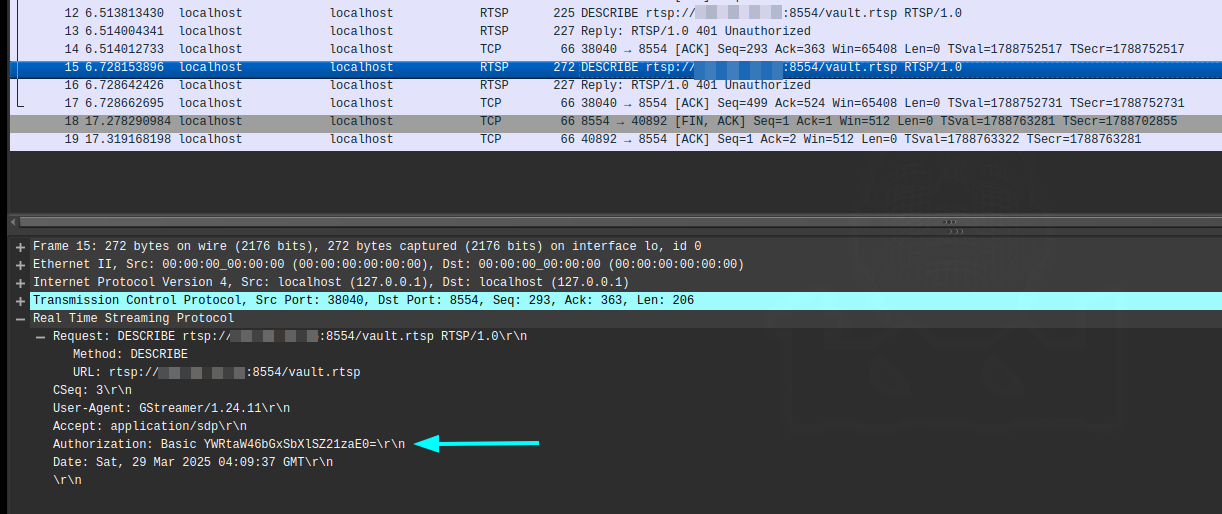 12 6.513813430 localhost localhost RTSP 225 DESCRIBE rtsp:// :8554/vault.rtsp RTSP/1.0
13 6.514004341 localhost localhost RTSP 227 Reply: RTSP/1.0 401 Unauthorized
14 6.514012733 localhost localhost TCP 66 38040 → 8554 [ACK] Seq=293 Ack=363 Win=65408 Len=0 TSval=1788752517 TSecr=1788752517
15 6.728153896 localhost localhost RTSP 272 DESCRIBE rtsp:// :8554/vault.rtsp RTSP/1.0
16 6.728642426 localhost localhost RTSP 227 Reply: RTSP/1.0 401 Unauthorized
17 6.728662695 localhost localhost TCP 66 38040 → 8554 [ACK] Seq=499 Ack=524 Win=65408 Len=0 TSval=1788752731 TSecr=1788752731
18 17.278290984 localhost localhost TCP 66 8554 → 40892 [FIN, ACK] Seq=1 Ack=1 Win=512 Len=0 TSval=1788763281 TSecr=1788702855
19 17.319168198 localhost localhost TCP 66 40892 → 8554 [ACK] Seq=1 Ack=2 Win=512 Len=0 TSval=1788763322 TSecr=1788763281
Frame 15: 272 bytes on wire (2176 bits), 272 bytes captured (2176 bits) on interface lo, id 0
Ethernet II, Src: 00:00:00_00:00:00 (00:00:00:00:00:00), Dst: 00:00:00_00:00:00 (00:00:00:00:00:00)
Internet Protocol Version 4, Src: localhost (127.0.0.1), Dst: localhost (127.0.0.1)
Transmission Control Protocol, Src Port: 38040, Dst Port: 8554, Seq: 293, Ack: 363, Len: 206
Real Time Streaming Protocol
Request: DESCRIBE rtsp:// :8554/vault.rtsp RTSP/1.0\r\n
Method: DESCRIBE
URL: rtsp:// :8554/vault.rtsp
CSeq: 3\r\n
User-Agent: GStreamer/1.24.11\r\n
Accept: application/sdp\r\n
Authorization: Basic YWRtaW46bGxSbXlSZ21zaE0=\r\n
Date: Sat, 29 Mar 2025 04:09:37 GMT\r\n
\r\n